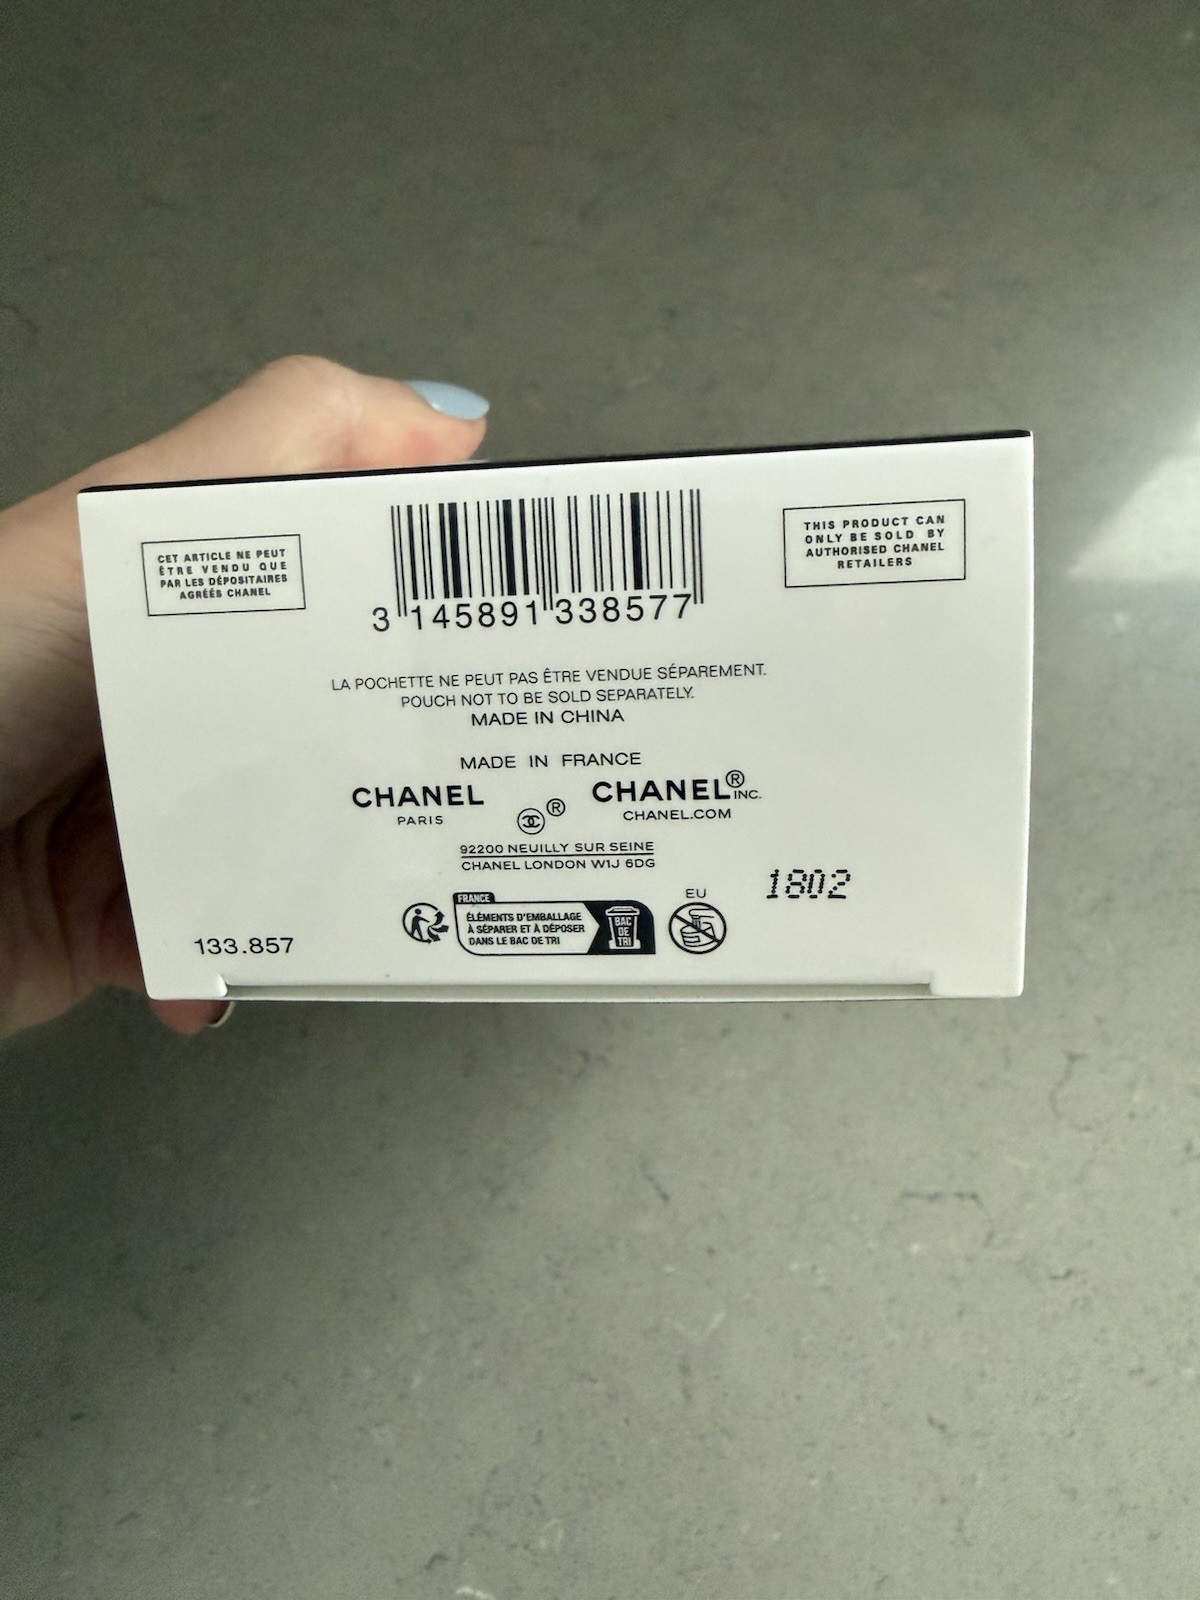 CET ARTICLE NE PEUT
ÊTRE VENDU QUE
PAR LES DÉPOSITAIRES
AGRÉÉS CHANEL
3 145891 338577
THIS PRODUCT CAN
ONLY BE SOLD BY
AUTHORISED CHANEL
RETAILERS
LA POCHETTE NE PEUT PAS ÊTRE VENDUE SÉPAREMENT.
POUCH NOT TO BE SOLD SEPARATELY.
MADE IN CHINA
MADE IN FRANCE
CHANEL
PARIS
®
CHANEL® INC.
CHANEL.COM
92200 NEUILLY SUR SEINE
CHANEL LONDON W1J 6DG
1802
133.857
FRANCE
ÉLÉMENTS D'EMBALLAGE
À SÉPARER ET À DÉPOSER
DANS LE BAC DE TRI
BAC
DE
TRI
EU